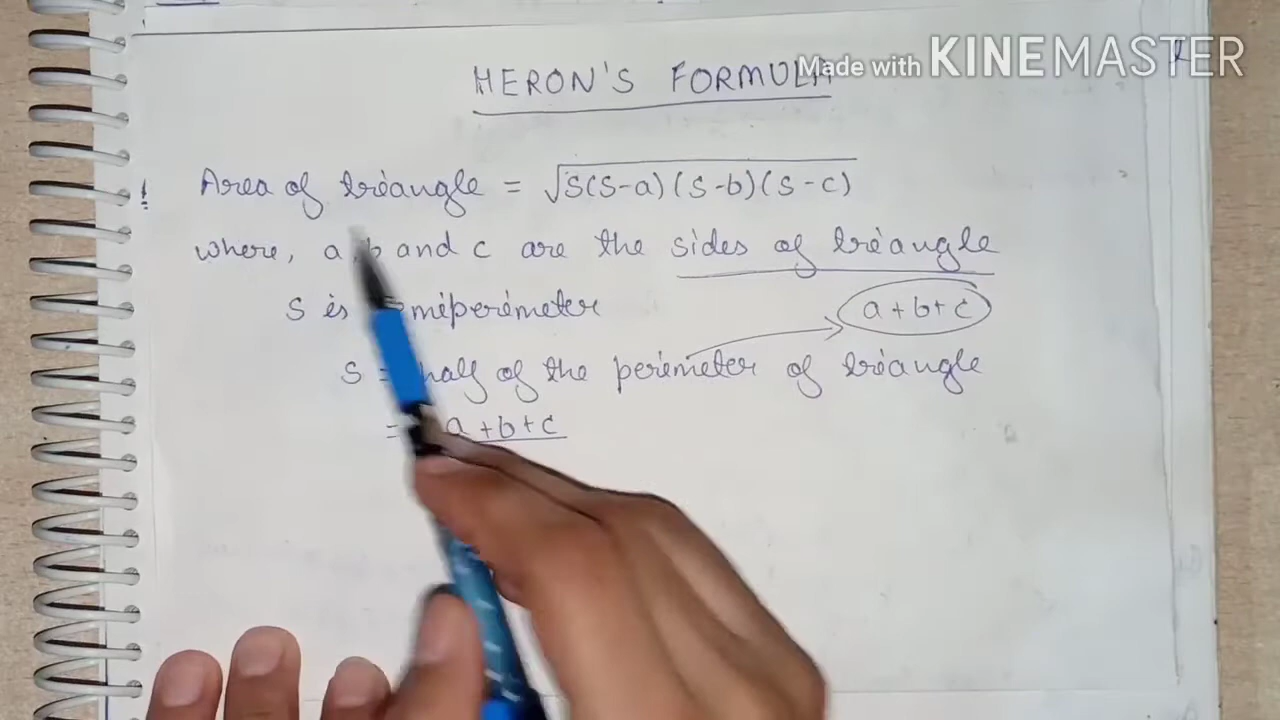 Made with KINEMASTER
HERON'S FORMULA
Area of triangle = √s(s-a)(s-b)(s-c)
where, a, b and c are the sides of triangle
s is
a+b+c
s = half of the perimeter of triangle
= a+b+c